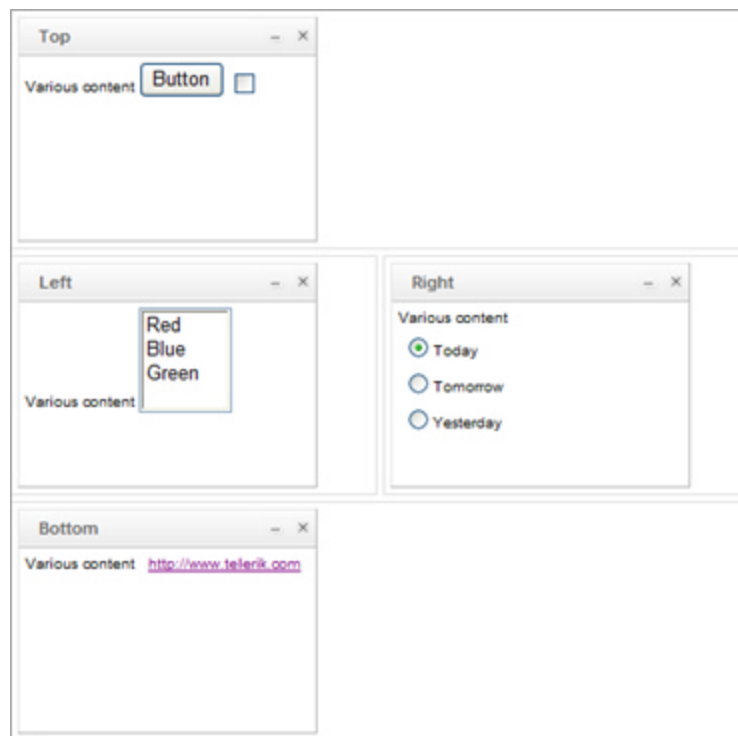 Top
Various content Button
Left
Red
Blue
Green
Various content
Right
Various content
Today
Tomorrow
Yesterday
Bottom
Various content http://www.telerik.com